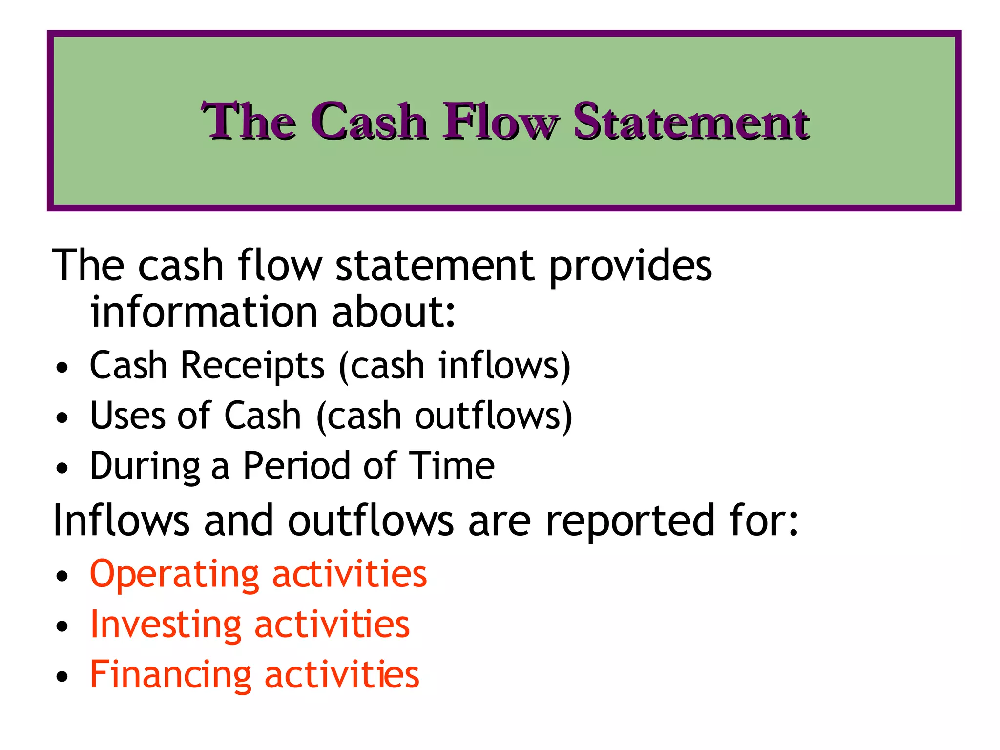 The Cash Flow Statement
The cash flow statement provides
information about:
• Cash Receipts (cash inflows)
• Uses of Cash (cash outflows)
• During a Period of Time
Inflows and outflows are reported for:
• Operating activities
• Investing activities
• Financing activities